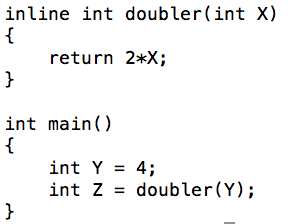 inline int doubler(int X)
{
    return 2*X;
}

int main()
{
    int Y = 4;
    int Z = doubler(Y);
}